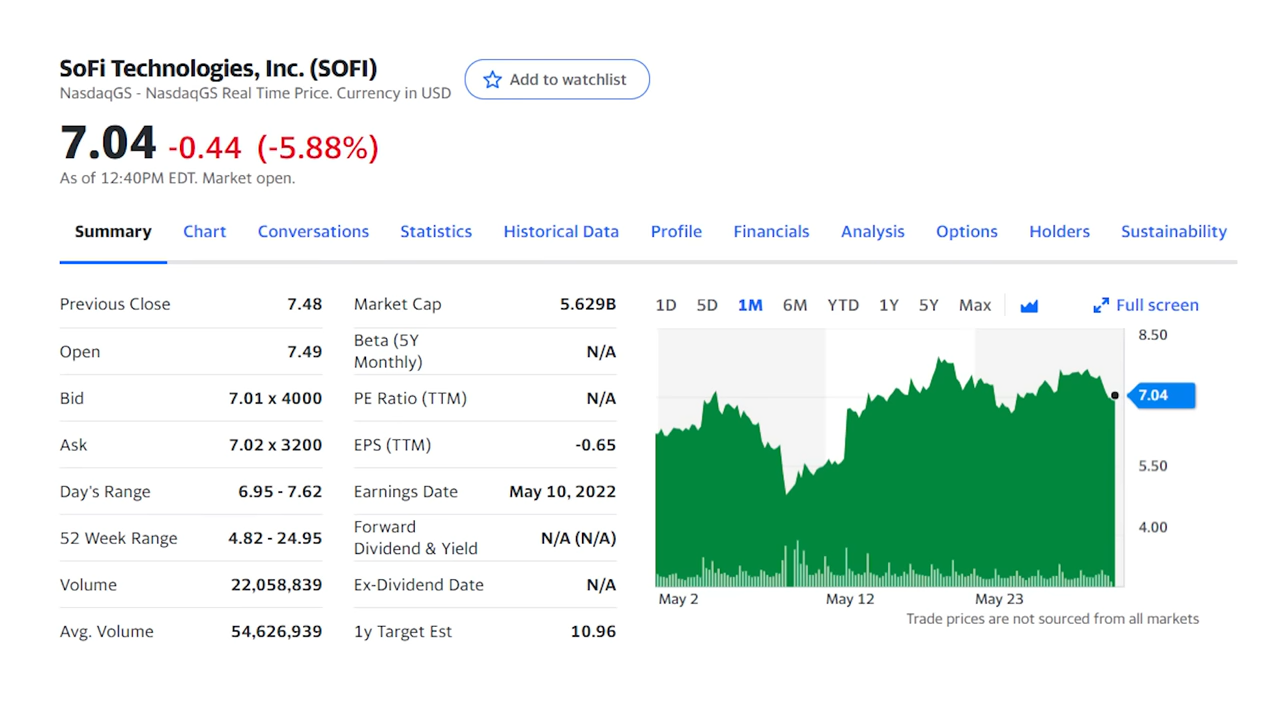 SoFi Technologies, Inc. (SOFI)
Add to watchlist
NasdaqGS - NasdaqGS Real Time Price. Currency in USD
7.04 -0.44 (-5.88%)
As of 12:40PM EDT. Market open.
Summary Chart Conversations Statistics Historical Data Profile Financials Analysis Options Holders Sustainability
Previous Close 7.48
Open 7.49
Bid 7.01 x 4000
Ask 7.02 x 3200
Day's Range 6.95 - 7.62
52 Week Range 4.82 - 24.95
Volume 22,058,839
Avg. Volume 54,626,939
Market Cap 5.629B
Beta (5Y
Monthly) N/A
PE Ratio (TTM) N/A
EPS (TTM) -0.65
Earnings Date May 10, 2022
Forward
Dividend & Yield N/A (N/A)
Ex-Dividend Date N/A
1y Target Est 10.96
1D 5D 1M 6M YTD 1Y 5Y Max Full screen
8.50
7.04
5.50
4.00
May 2 May 12 May 23
Trade prices are not sourced from all markets